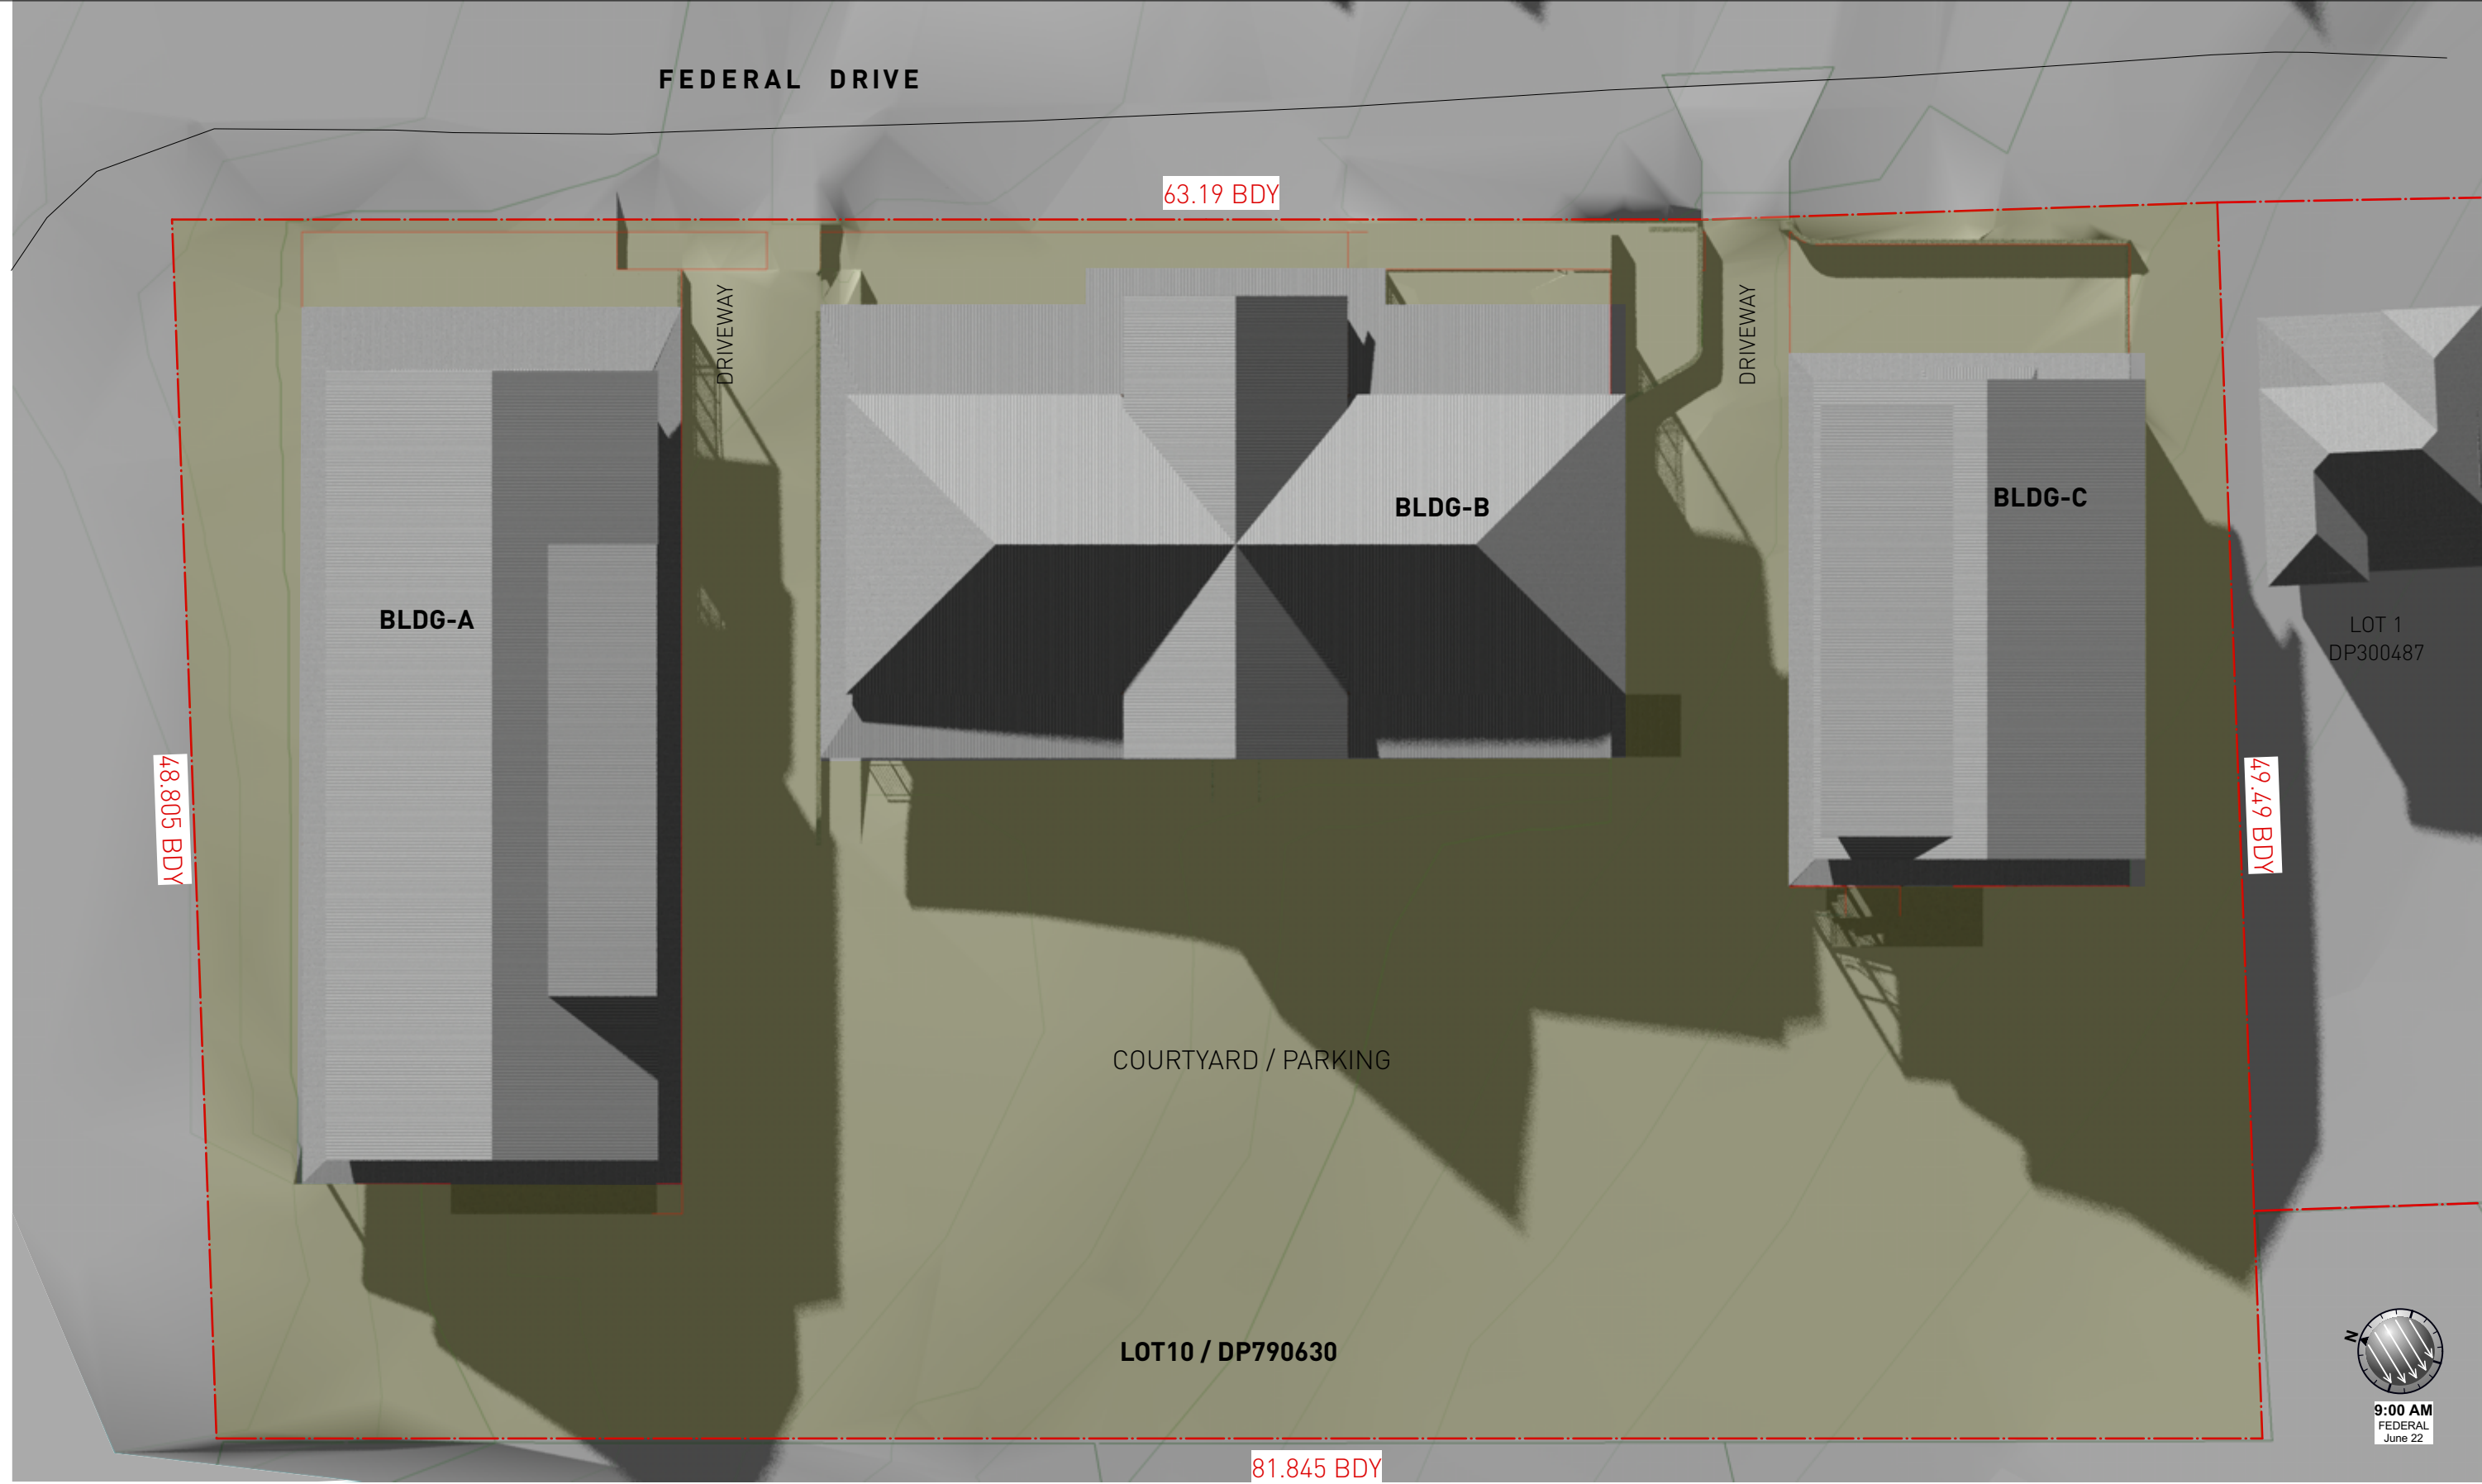 FEDERAL DRIVE
63.19 BDY
DRIVEWAY
DRIVEWAY
BLDG-B
BLDG-C
BLDG-A
LOT 1
DP300487
48.805 BDY
49.49 BDY
COURTYARD / PARKING
LOT10 / DP790630
N
9:00 AM
FEDERAL
June 22
81.845 BDY